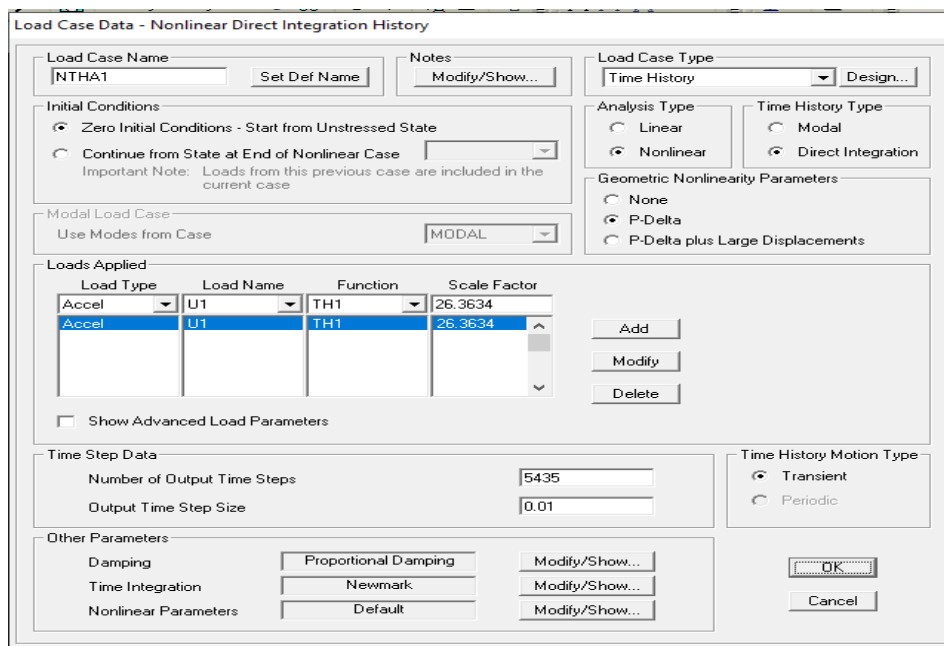 Load Case Data - Nonlinear Direct Integration History
Load Case Name
NTHA1
Set Def Name
Notes
Modify/Show...
Load Case Type
Time History
Design...
Initial Conditions
Zero Initial Conditions - Start from Unstressed State
Continue from State at End of Nonlinear Case
Important Note: Loads from this previous case are included in the
current case
Analysis Type
Linear
Nonlinear
Time History Type
Modal
Direct Integration
Geometric Nonlinearity Parameters
None
P-Delta
P-Delta plus Large Displacements
Modal Load Case
Use Modes from Case
MODAL
Loads Applied
Load Type Load Name Function Scale Factor
Accel U1 TH1 26.3634
Accel U1 TH1 26.3634
Add
Modify
Delete
Show Advanced Load Parameters
Time Step Data
Number of Output Time Steps 5435
Output Time Step Size 0.01
Time History Motion Type
Transient
Periodic
Other Parameters
Damping Proportional Damping Modify/Show...
Time Integration Newmark Modify/Show...
Nonlinear Parameters Default Modify/Show...
OK
Cancel